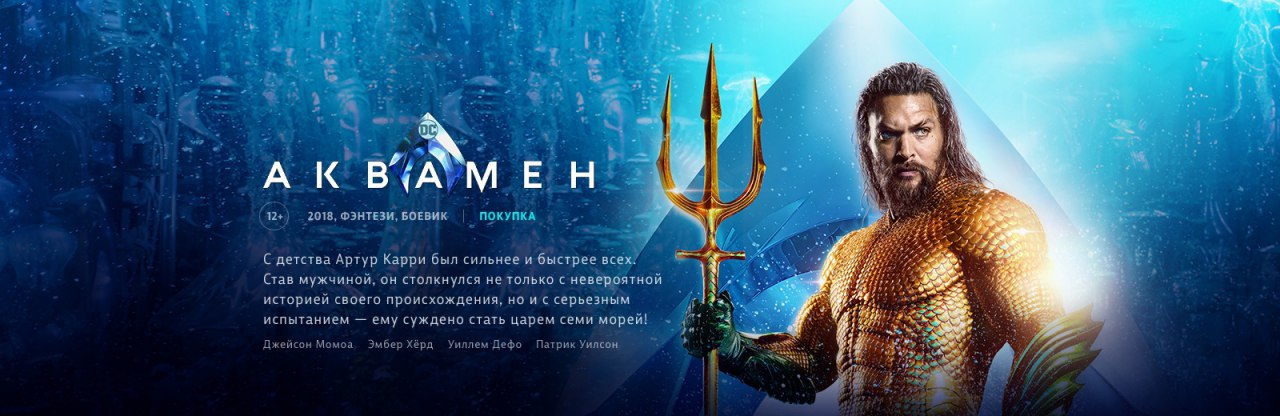 DC
АКВАМЕН
12+ 2018, ФЭНТЕЗИ, БОЕВИК | ПОКУПКА
С детства Артур Карри был сильнее и быстрее всех.
Став мужчиной, он столкнулся не только с невероятной
историей своего происхождения, но и с серьезным
испытанием — ему суждено стать царем семи морей!
Джейсон Момоа Эмбер Хёрд Уиллем Дефо Патрик Уилсон